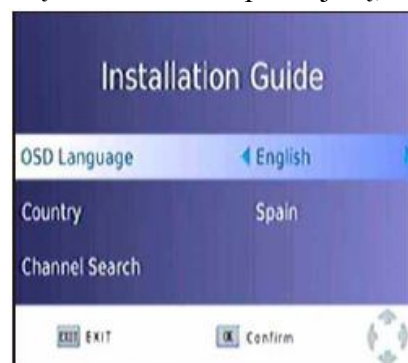 Installation Guide
OSD Language English
Country Spain
Channel Search
EXIT EXIT OK Confirm